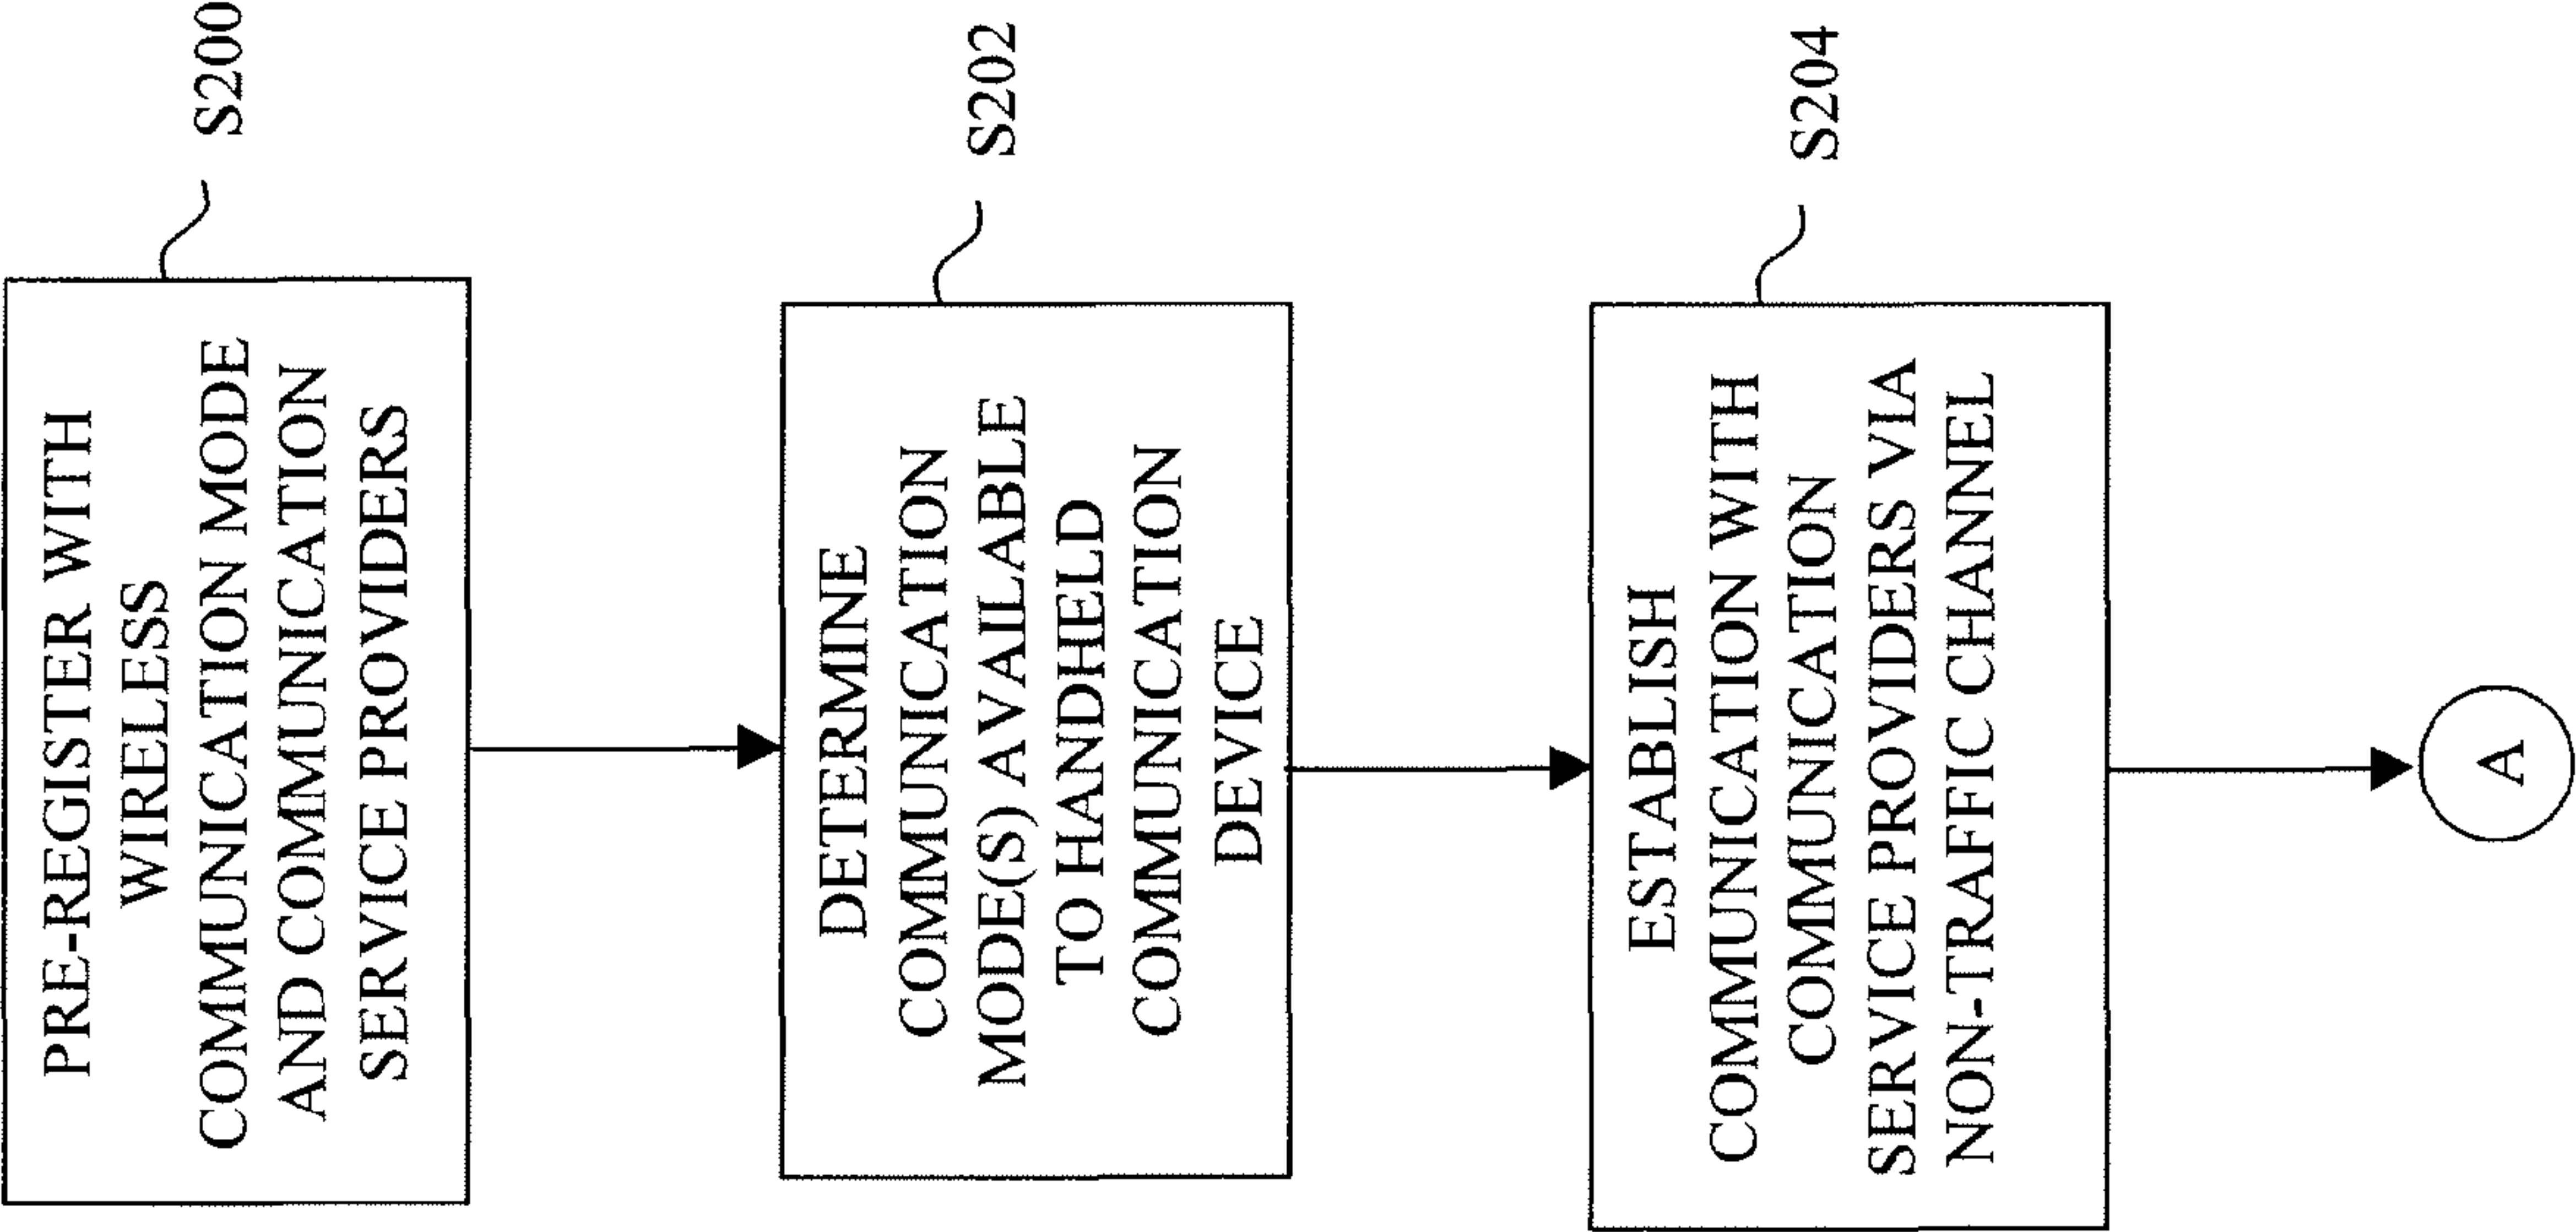 PRE-REGISTER WITH
WIRELESS
COMMUNICATION MODE
AND COMMUNICATION
SERVICE PROVIDERS
S200
DETERMINE
COMMUNICATION
MODE(S) AVAILABLE
TO HANDHELD
COMMUNICATION
DEVICE
S202
ESTABLISH
COMMUNICATION WITH
COMMUNICATION
SERVICE PROVIDERS VIA
NON-TRAFFIC CHANNEL
S204
A